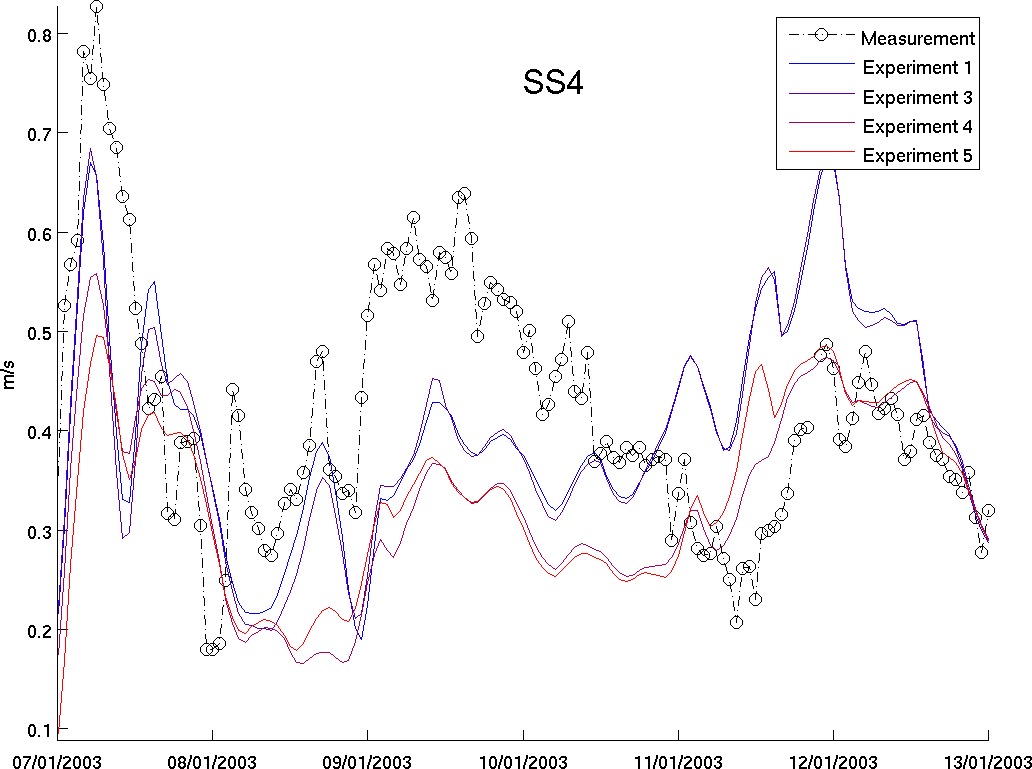 Measurement
Experiment 1
Experiment 3
Experiment 4
Experiment 5
SS4
m/s
0.8
0.7
0.6
0.5
0.4
0.3
0.2
0.1
07/01/2003 08/01/2003 09/01/2003 10/01/2003 11/01/2003 12/01/2003 13/01/2003